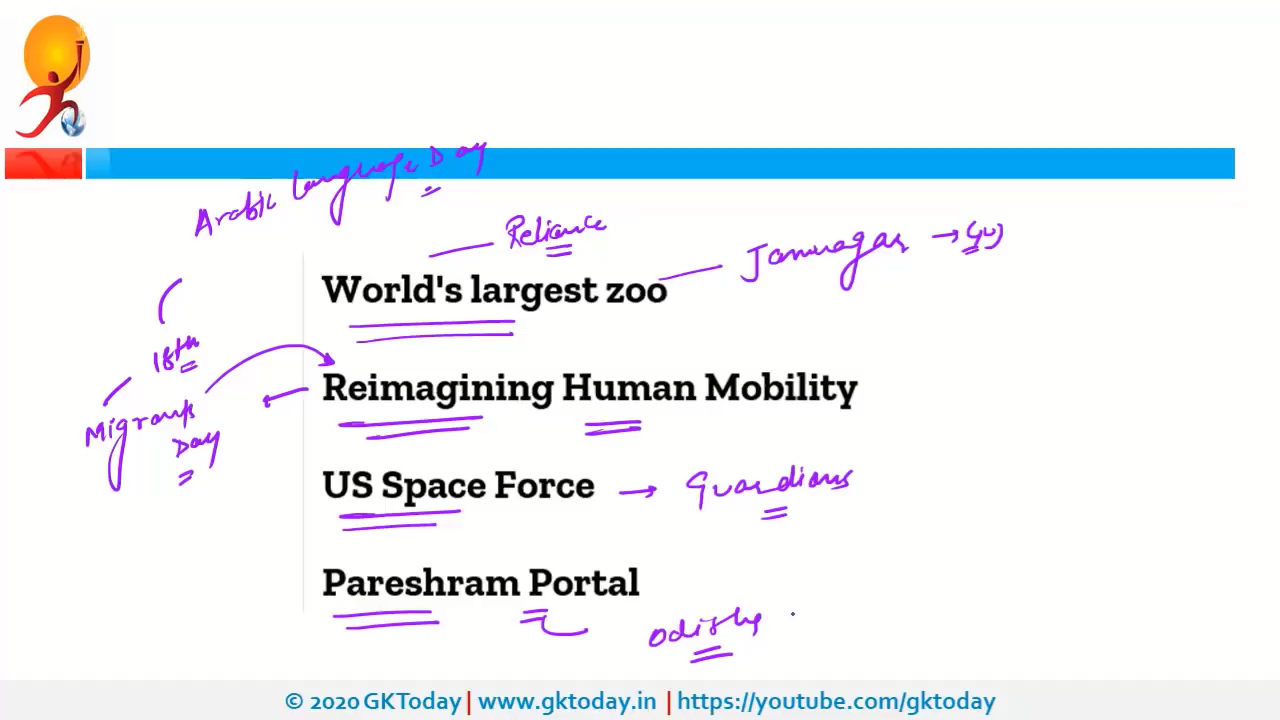 Arabic Language Day
Reliance
Jamnagar → Guj
World's largest zoo
18th
Reimagining Human Mobility
Migrants
Day
US Space Force → Guardians
Pareshram Portal
Odisha
© 2020 GKToday | www.gktoday.in | https://youtube.com/gktoday